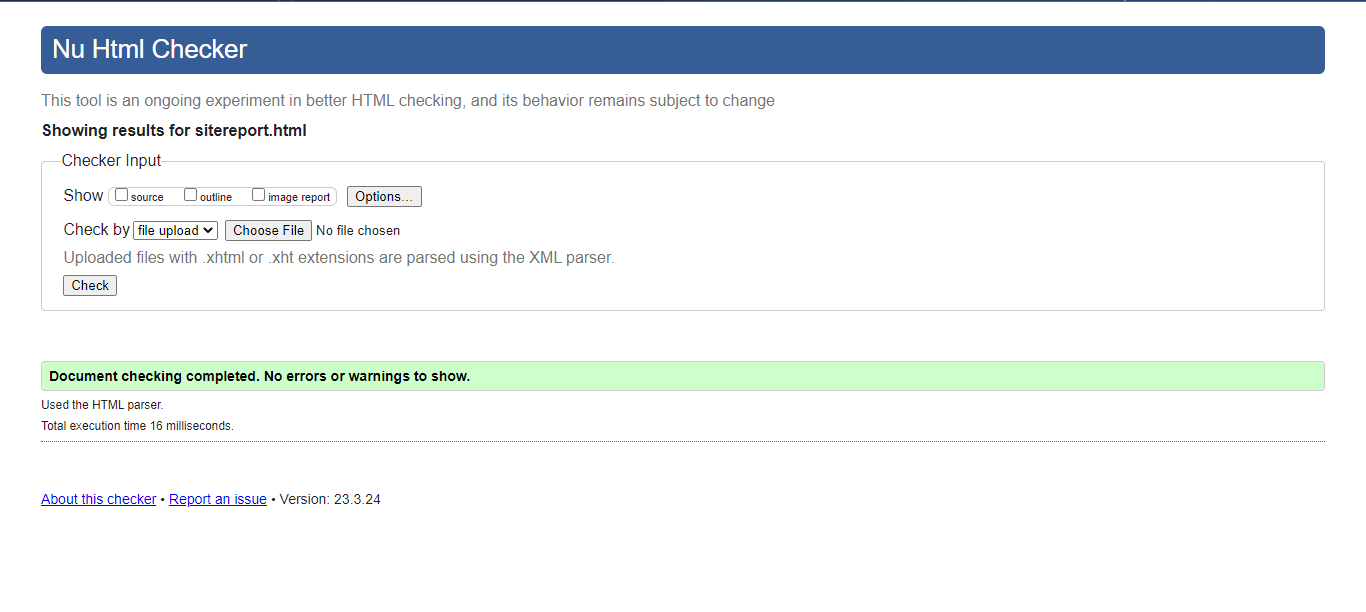 Nu Html Checker
This tool is an ongoing experiment in better HTML checking, and its behavior remains subject to change
Showing results for sitereport.html
Checker Input
Show source outline image report Options...
Check by file upload Choose File No file chosen
Uploaded files with .xhtml or .xht extensions are parsed using the XML parser.
Check
Document checking completed. No errors or warnings to show.
Used the HTML parser.
Total execution time 16 milliseconds.
About this checker • Report an issue • Version: 23.3.24